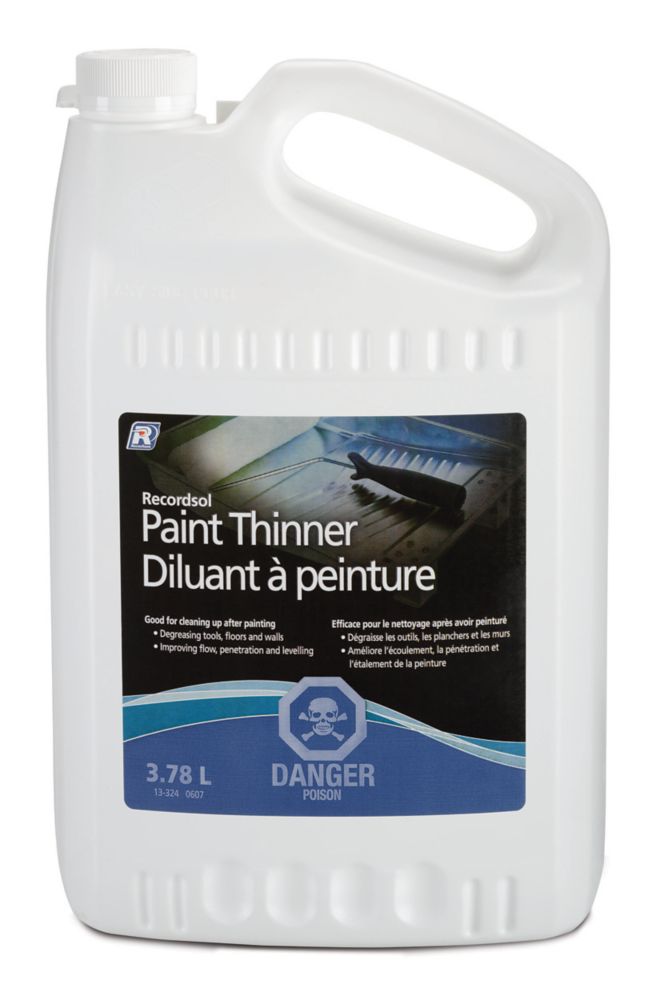 R
Recordsol
Paint Thinner
Diluant à peinture
Good for cleaning up after painting
• Degreasing tools, floors and walls
• Improving flow, penetration and levelling
Efficace pour le nettoyage après avoir peinturé
• Dégraisse les outils, les planchers et les murs
• Améliore l'écoulement, la pénétration et
l'étalement de la peinture
3.78 L
13-324 0607
DANGER
POISON